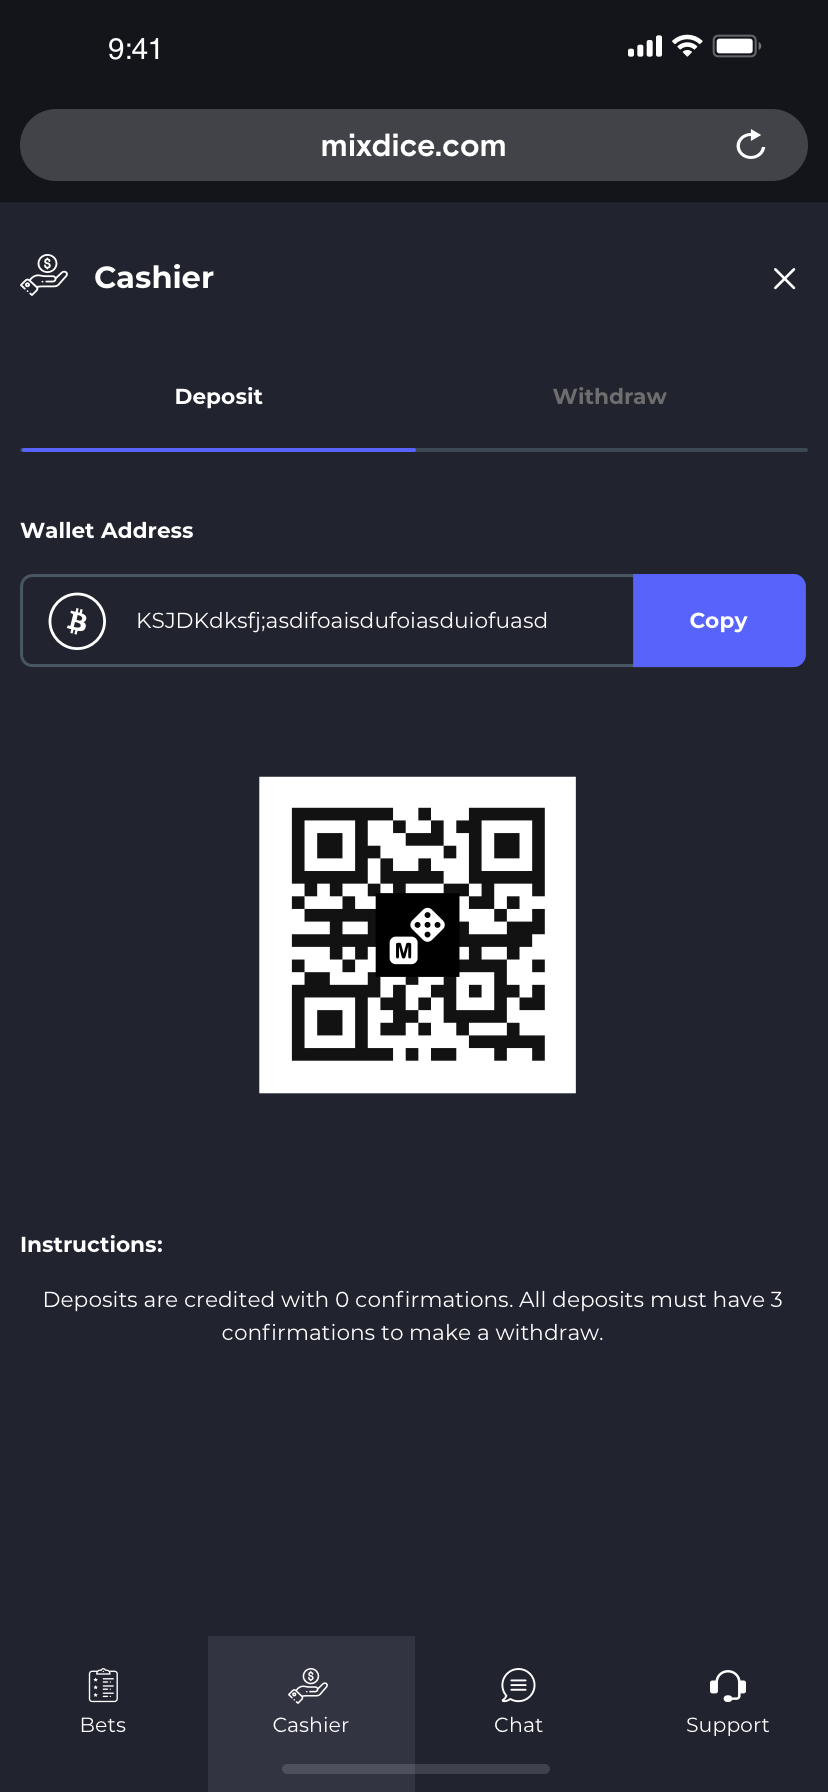 9:41
mixdice.com
Cashier
Deposit
Withdraw
Wallet Address
KSJDKdksfj;asdifoaisdufoiasduiofuasd
Copy
M
Instructions:
Deposits are credited with 0 confirmations. All deposits must have 3
confirmations to make a withdraw.
Bets
Cashier
Chat
Support